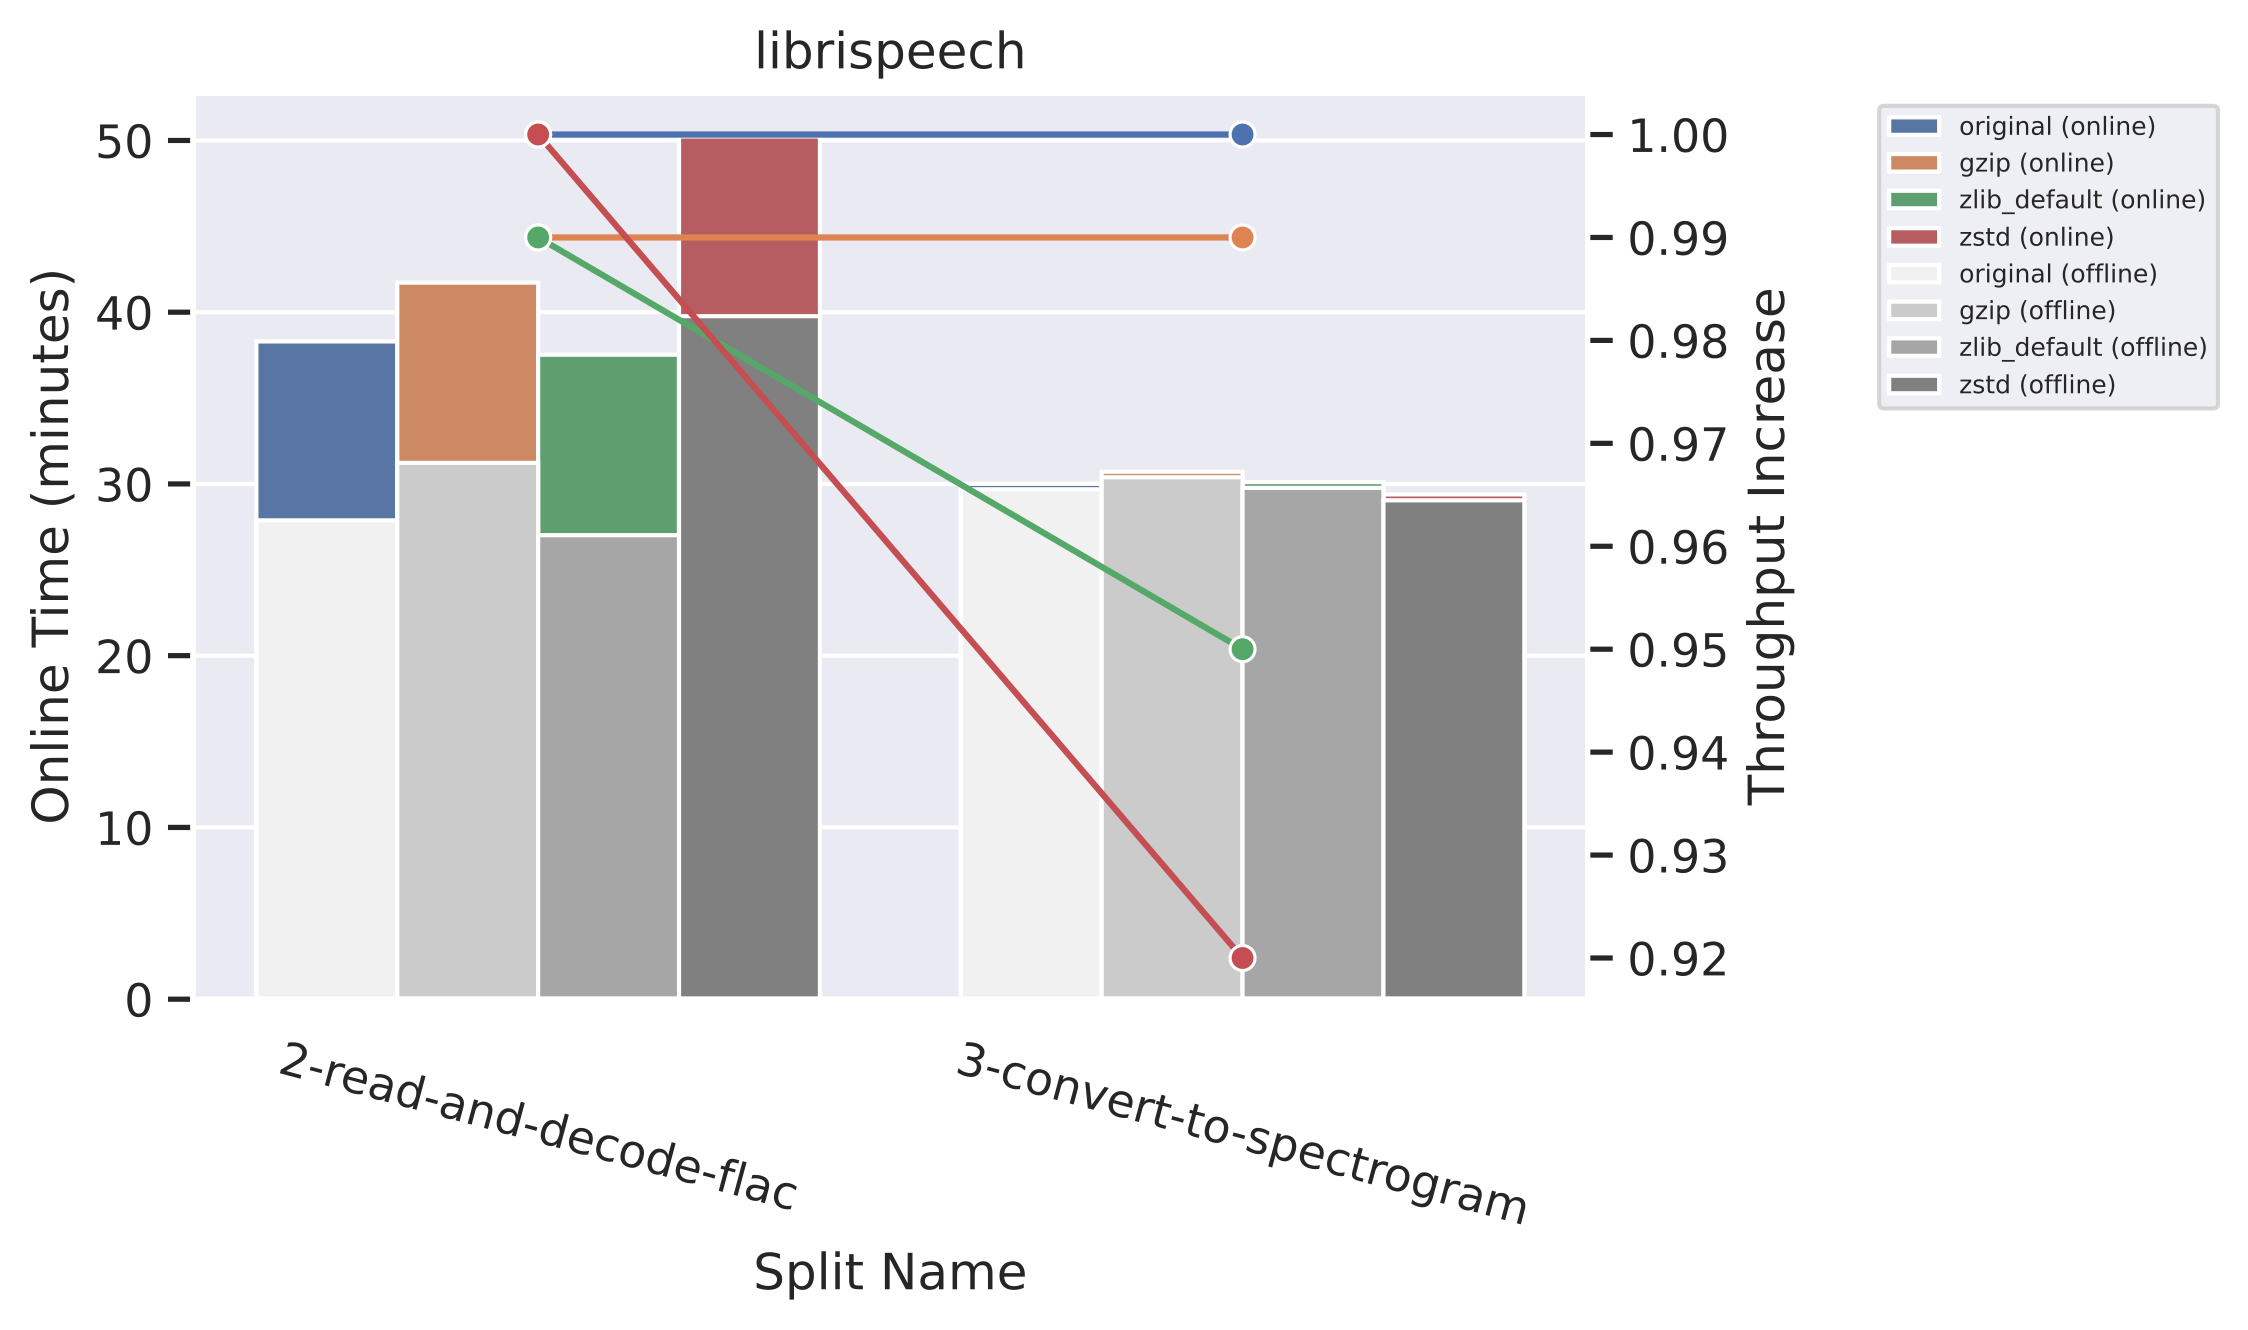 librispeech
Online Time (minutes)
50
40
30
20
10
0
1.00
0.99
0.98
0.97
0.96
0.95
0.94
0.93
0.92
Throughput Increase
original (online)
gzip (online)
zlib_default (online)
zstd (online)
original (offline)
gzip (offline)
zlib_default (offline)
zstd (offline)
2-read-and-decode-flac
3-convert-to-spectrogram
Split Name